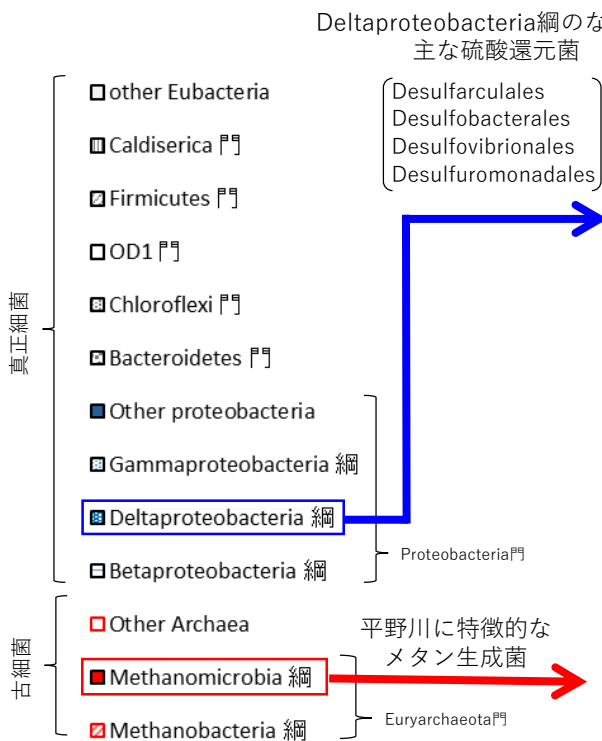 Deltaproteobacteria綱のな
主な硫酸還元菌
Desulfarculales
Desulfobacterales
Desulfovibrionales
Desulfuromonadales
真正細菌
other Eubacteria
Caldiserica 門
Firmicutes 門
OD1 門
Chloroflexi 門
Bacteroidetes 門
Other proteobacteria
Gammaproteobacteria 綱
Deltaproteobacteria 綱
Betaproteobacteria 綱
Proteobacteria門
古細菌
Other Archaea
Methanomicrobia 綱
Methanobacteria 綱
Euryarchaeota門
平野川に特徴的な
メタン生成菌